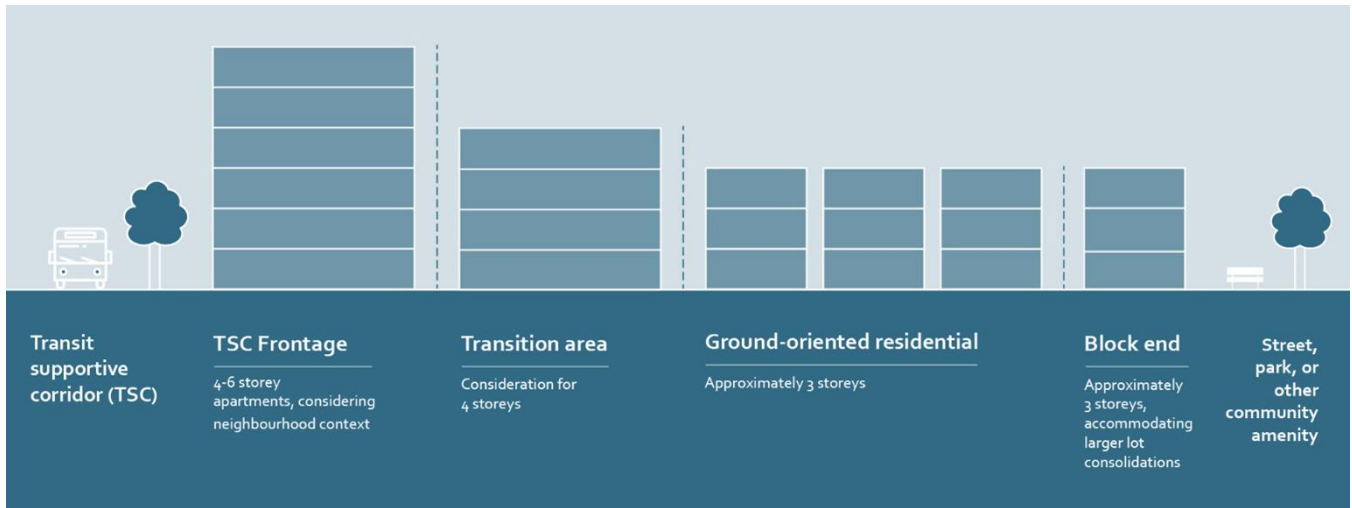 Transit
supportive
corridor (TSC)
TSC Frontage
4-6 storey
apartments, considering
neighbourhood context
Transition area
Consideration for
4 storeys
Ground-oriented residential
Approximately 3 storeys
Block end
Approximately
3 storeys,
accommodating
larger lot
consolidations
Street,
park, or
other
community
amenity